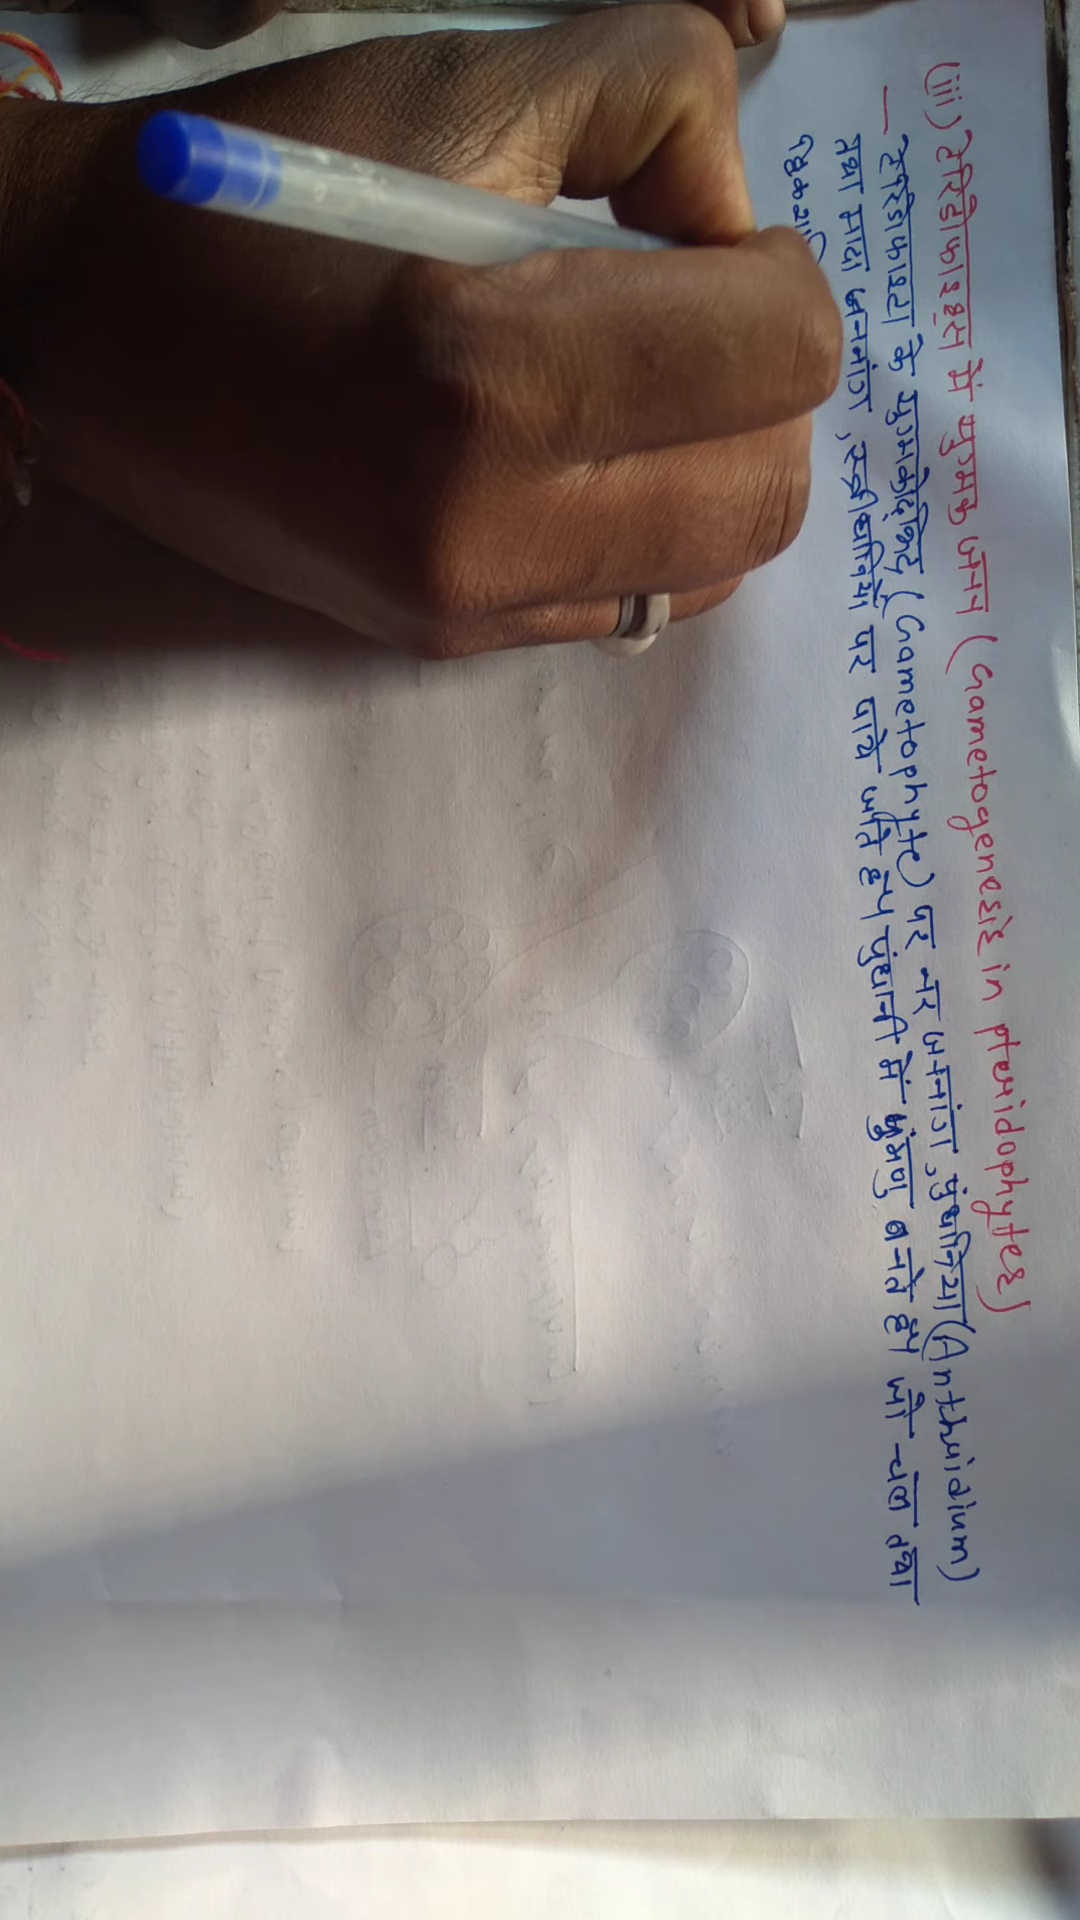 (iii) टेरिडोफाइट्स में युग्मक जनन (Gametogenesis in pteridophytes)
— टेरिडोफाइटा के युग्मकोद्भिद् (Gametophyte) पर नर जननांग, पुंधानियां (Antheridium)
तथा मादा जननांग, स्त्रीधानियाँ पर पाये जाते हैं। पुंधानी में पुंमणु बनते हैं। जो चल तथा